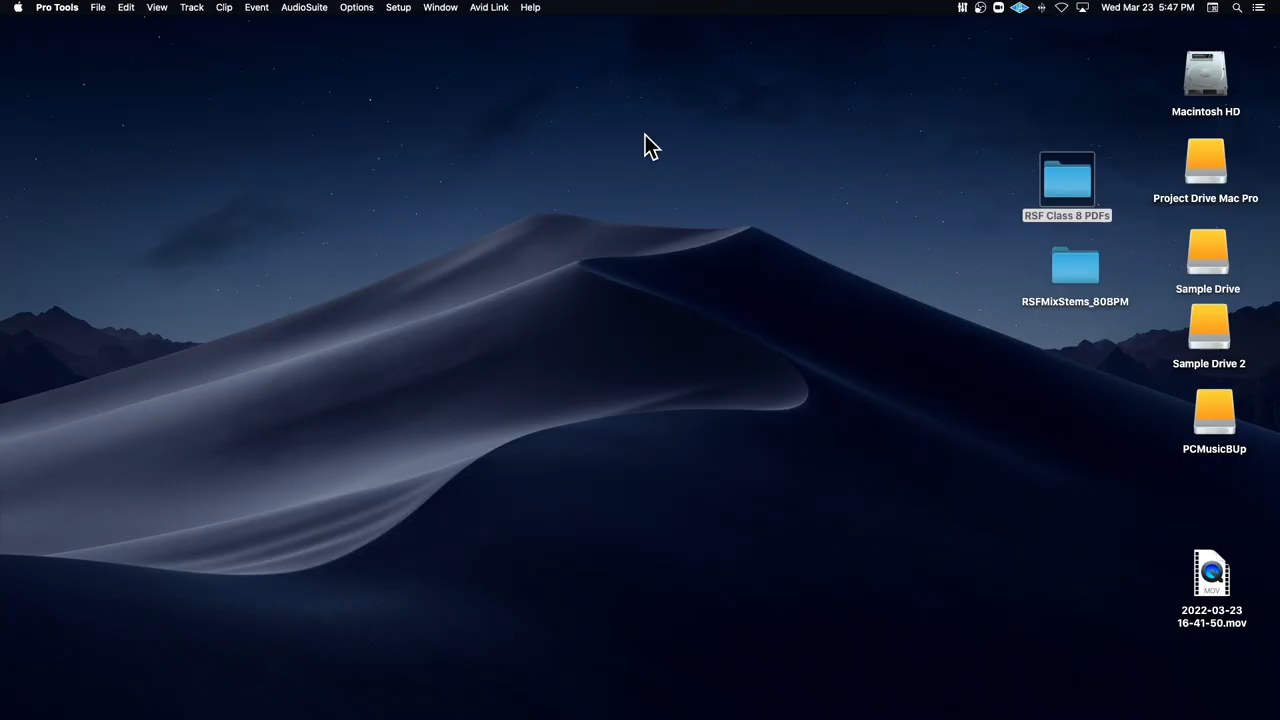 Pro Tools File Edit View Track Clip Event AudioSuite Options Setup Window Avid Link Help Wed Mar 23 5:47 PM
Macintosh HD
Project Drive Mac Pro
RSF Class 8 PDFs
Sample Drive
RSFMixStems_80BPM
Sample Drive 2
PCMusicBUp
MOV
2022-03-23
16-41-50.mov